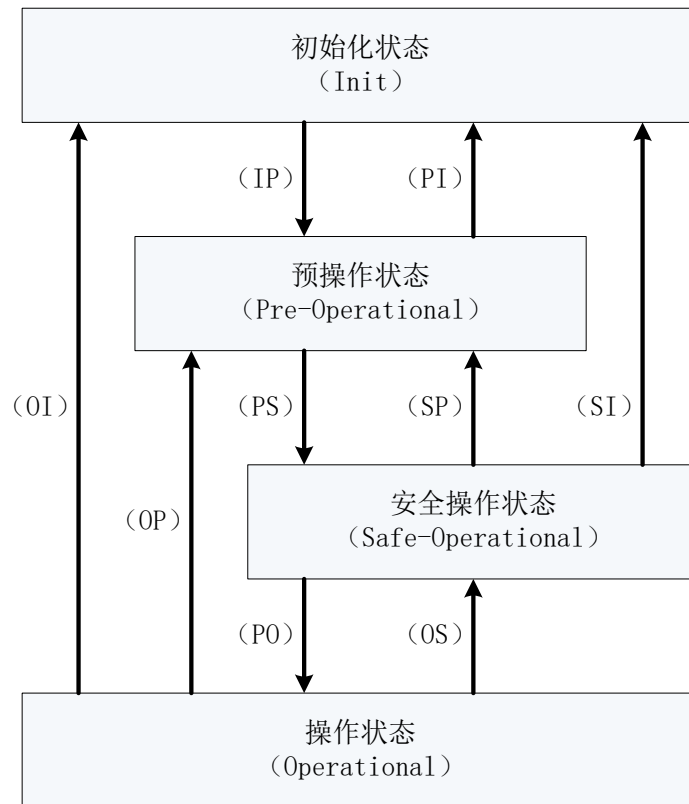 初始化状态
（Init）
（IP）
（PI）
预操作状态
（Pre-Operational）
（OI）
（PS）
（SP）
（SI）
安全操作状态
（Safe-Operational）
（OP）
（PO）
（OS）
操作状态
（Operational）